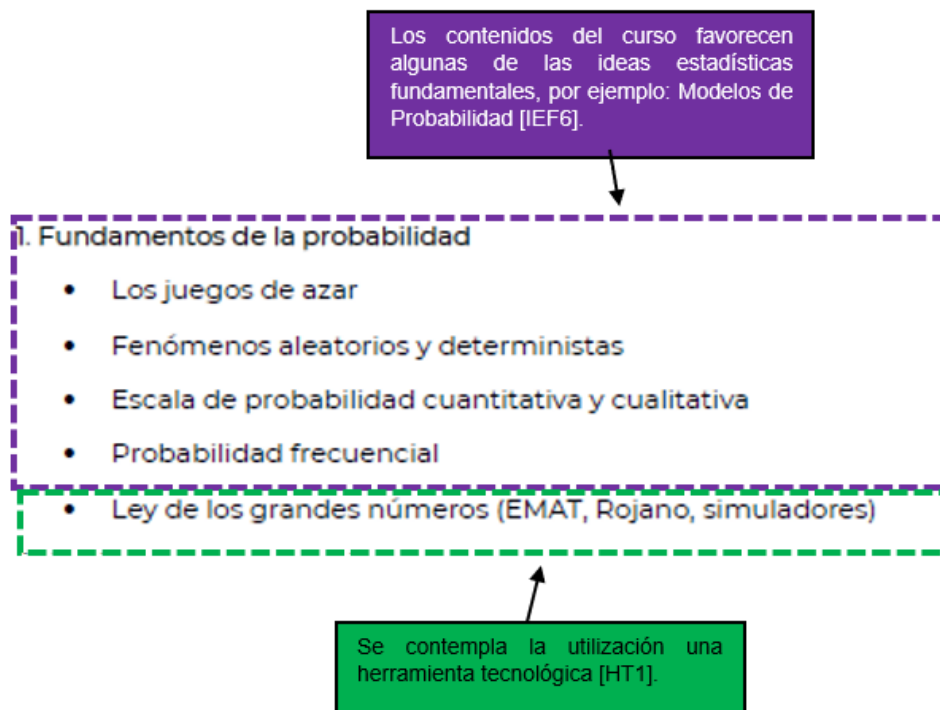 Los contenidos del curso favorecen
algunas de las ideas estadísticas
fundamentales, por ejemplo: Modelos de
Probabilidad [IEF6].
1. Fundamentos de la probabilidad
• Los juegos de azar
• Fenómenos aleatorios y deterministas
• Escala de probabilidad cuantitativa y cualitativa
• Probabilidad frecuencial
• Ley de los grandes números (EMAT, Rojano, simuladores)
Se contempla la utilización una
herramienta tecnológica [HT1].